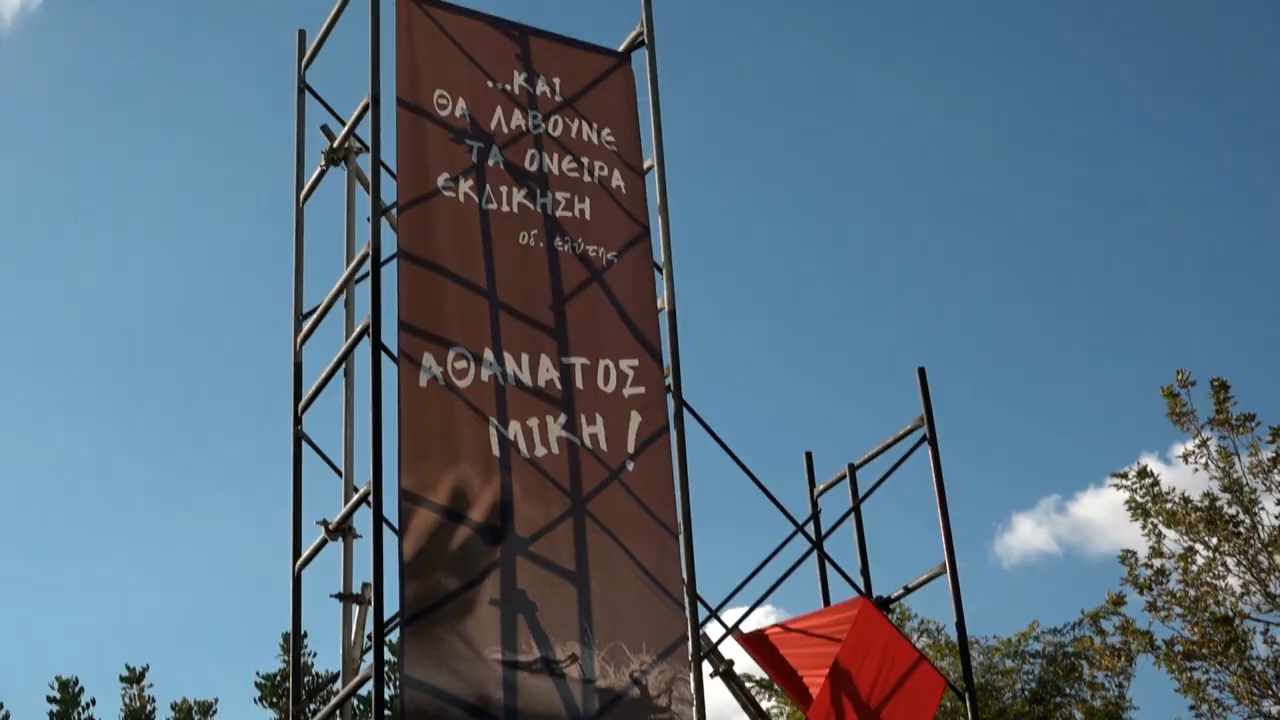 ...ΚΑΙ
ΘΑ ΛΑΒΟΥΝΕ
ΤΑ ΟΝΕΙΡΑ
ΕΚΔΙΚΗΣΗ
οδ. ελύτης
ΑΘΑΝΑΤΟΣ
ΜΙΚΗ!